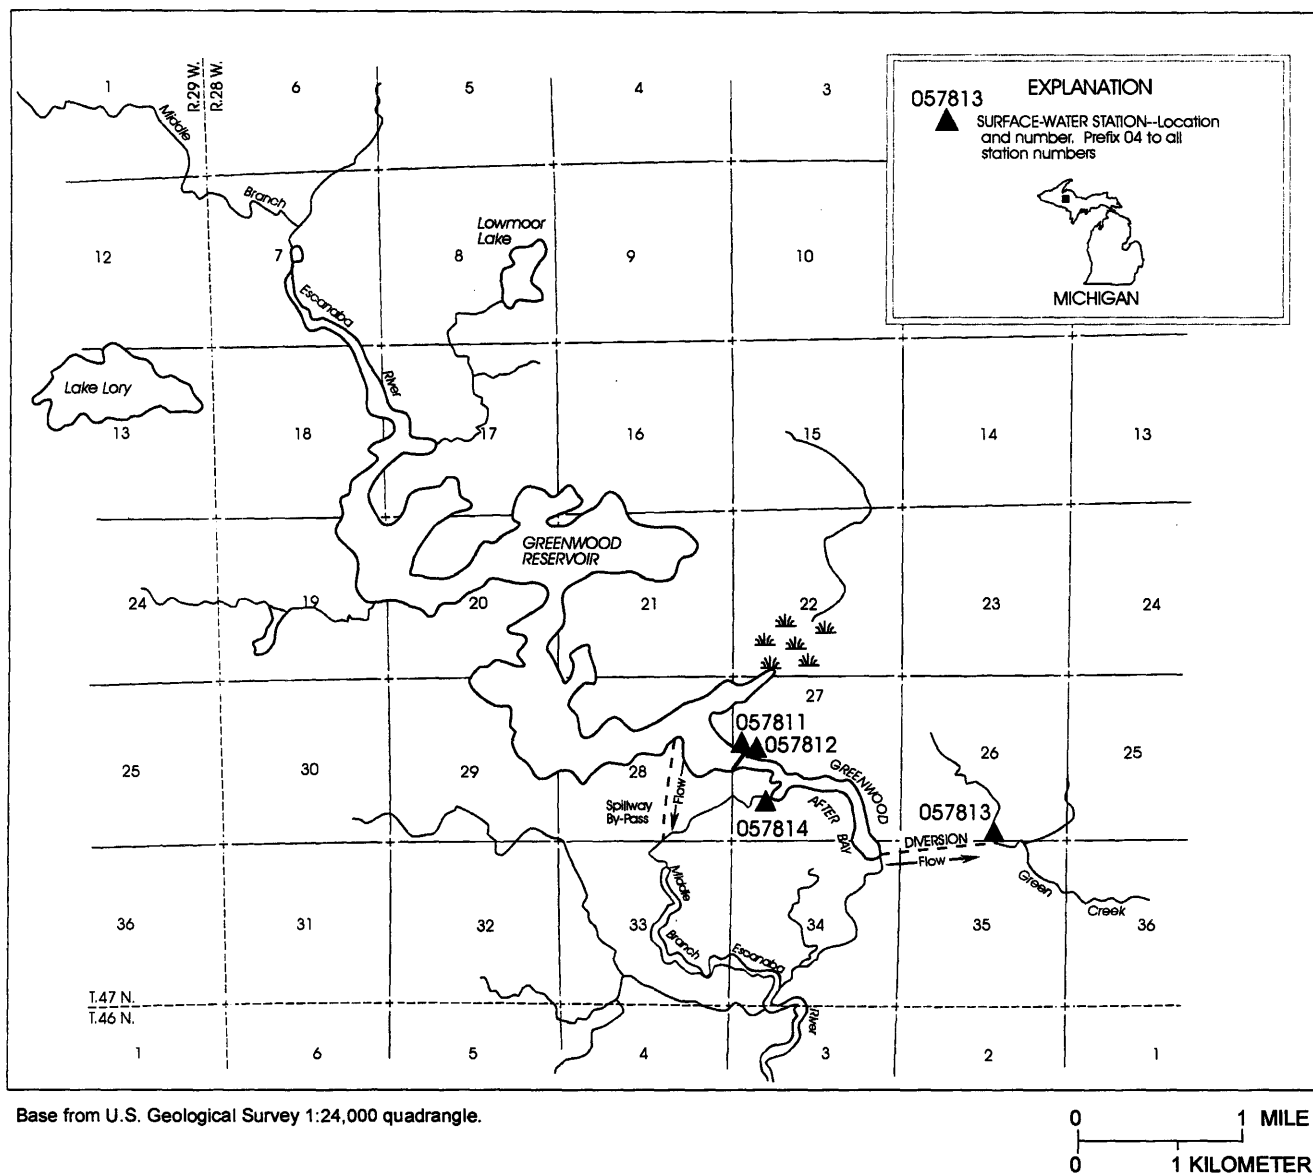 EXPLANATION
057813
SURFACE-WATER STATION--Location
and number. Prefix 04 to all
station numbers
MICHIGAN
1
R.29 W.
R.28 W.
6
5
4
3
Middle
Branch
Lowmoor
Lake
12
7
8
9
10
Escanaba
River
Lake Lory
13
18
17
16
15
14
13
GREENWOOD
RESERVOIR
24
19
20
21
22
23
24
27
057811
057812
25
30
29
28
26
25
Flow
Spillway
By-Pass
GREENWOOD
AFTER
BAY
057813
057814
DIVERSION
Flow
Green
Creek
Middle
Branch
Escanaba
River
36
31
32
33
34
35
36
T.47 N.
T.46 N.
1
6
5
4
3
2
1
Base from U.S. Geological Survey 1:24,000 quadrangle.
0 1 MILE
0 1 KILOMETER